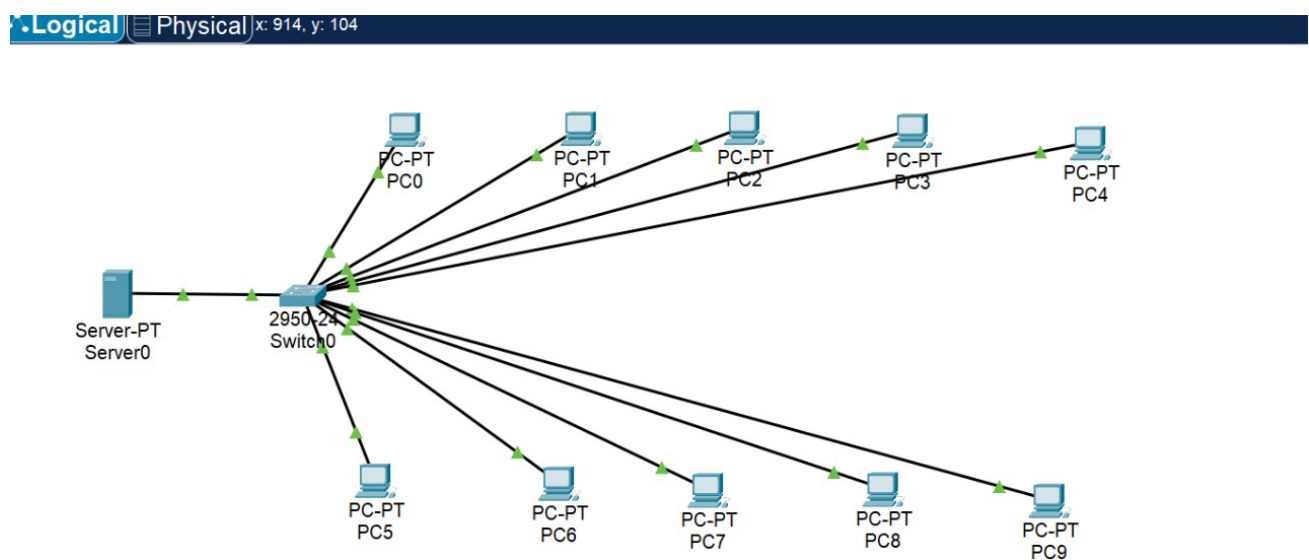 Logical Physical x: 914, y: 104
PC-PT
PC0
PC-PT
PC1
PC-PT
PC2
PC-PT
PC3
PC-PT
PC4
Server-PT
Server0
2950-24
Switch0
PC-PT
PC5
PC-PT
PC6
PC-PT
PC7
PC-PT
PC8
PC-PT
PC9